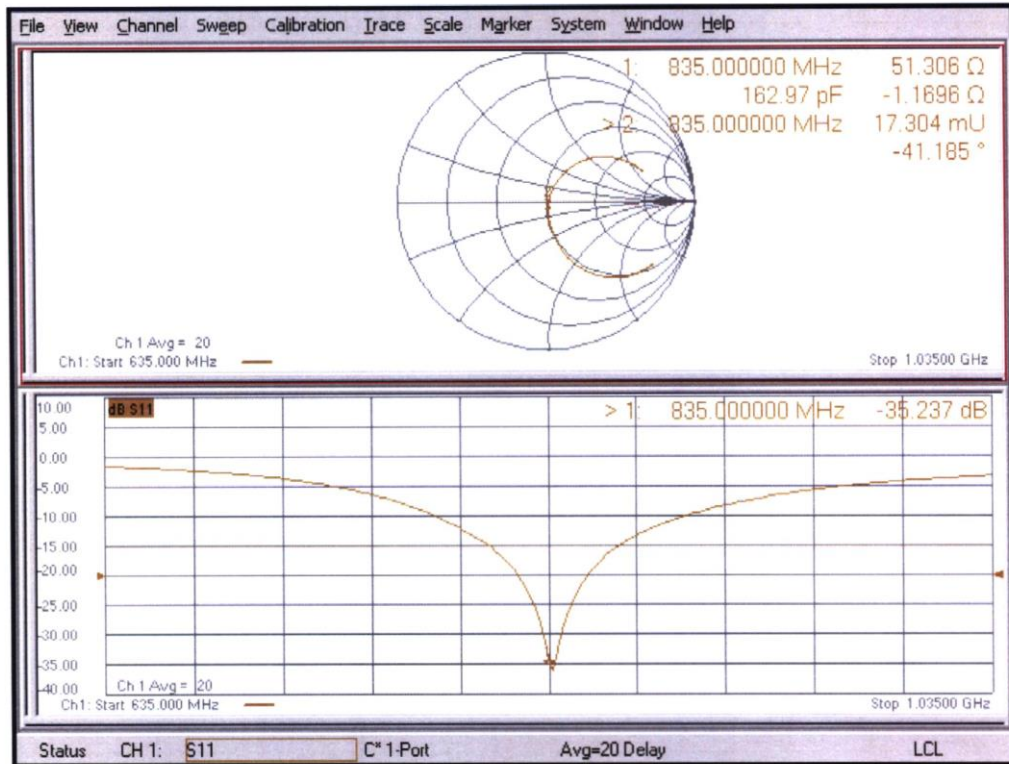 File View Channel Sweep Calibration Trace Scale Marker System Window Help
1: 835.000000 MHz 51.306 Ω
162.97 pF -1.1696 Ω
> 2: 835.000000 MHz 17.304 mU
-41.185 °
Ch 1 Avg = 20
Ch1: Start 635.000 MHz Stop 1.03500 GHz
10.00 dB S11 > 1: 835.000000 MHz -35.237 dB
5.00
0.00
-5.00
-10.00
-15.00
-20.00
-25.00
-30.00
-35.00
-40.00
Ch 1 Avg = 20
Ch1: Start 635.000 MHz Stop 1.03500 GHz
Status CH 1: S11 C* 1-Port Avg=20 Delay LCL